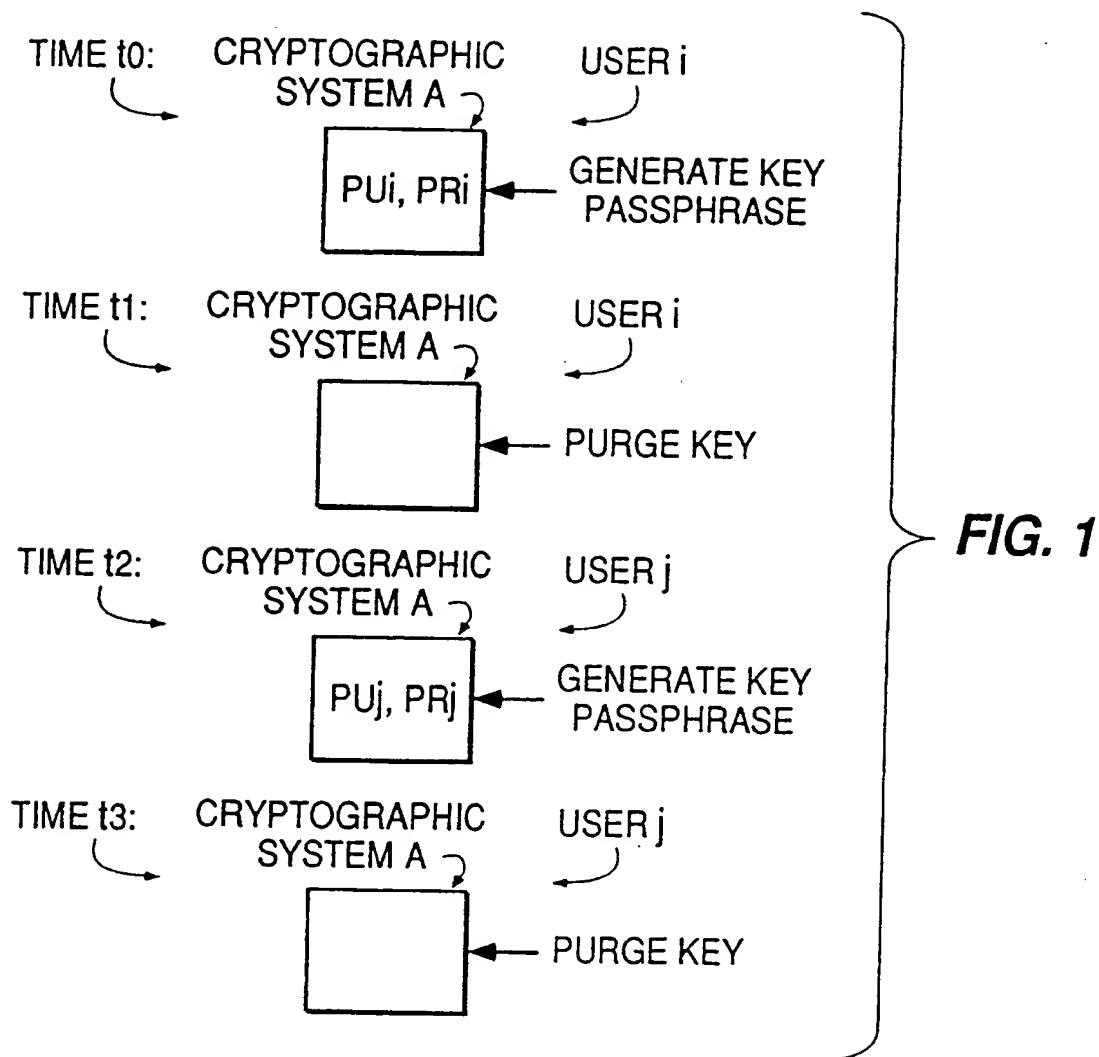 TIME t0:
CRYPTOGRAPHIC
SYSTEM A
USER i
PUi, PRi
GENERATE KEY
PASSPHRASE
TIME t1:
CRYPTOGRAPHIC
SYSTEM A
USER i
PURGE KEY
TIME t2:
CRYPTOGRAPHIC
SYSTEM A
USER j
PUj, PRj
GENERATE KEY
PASSPHRASE
TIME t3:
CRYPTOGRAPHIC
SYSTEM A
USER j
PURGE KEY
FIG. 1